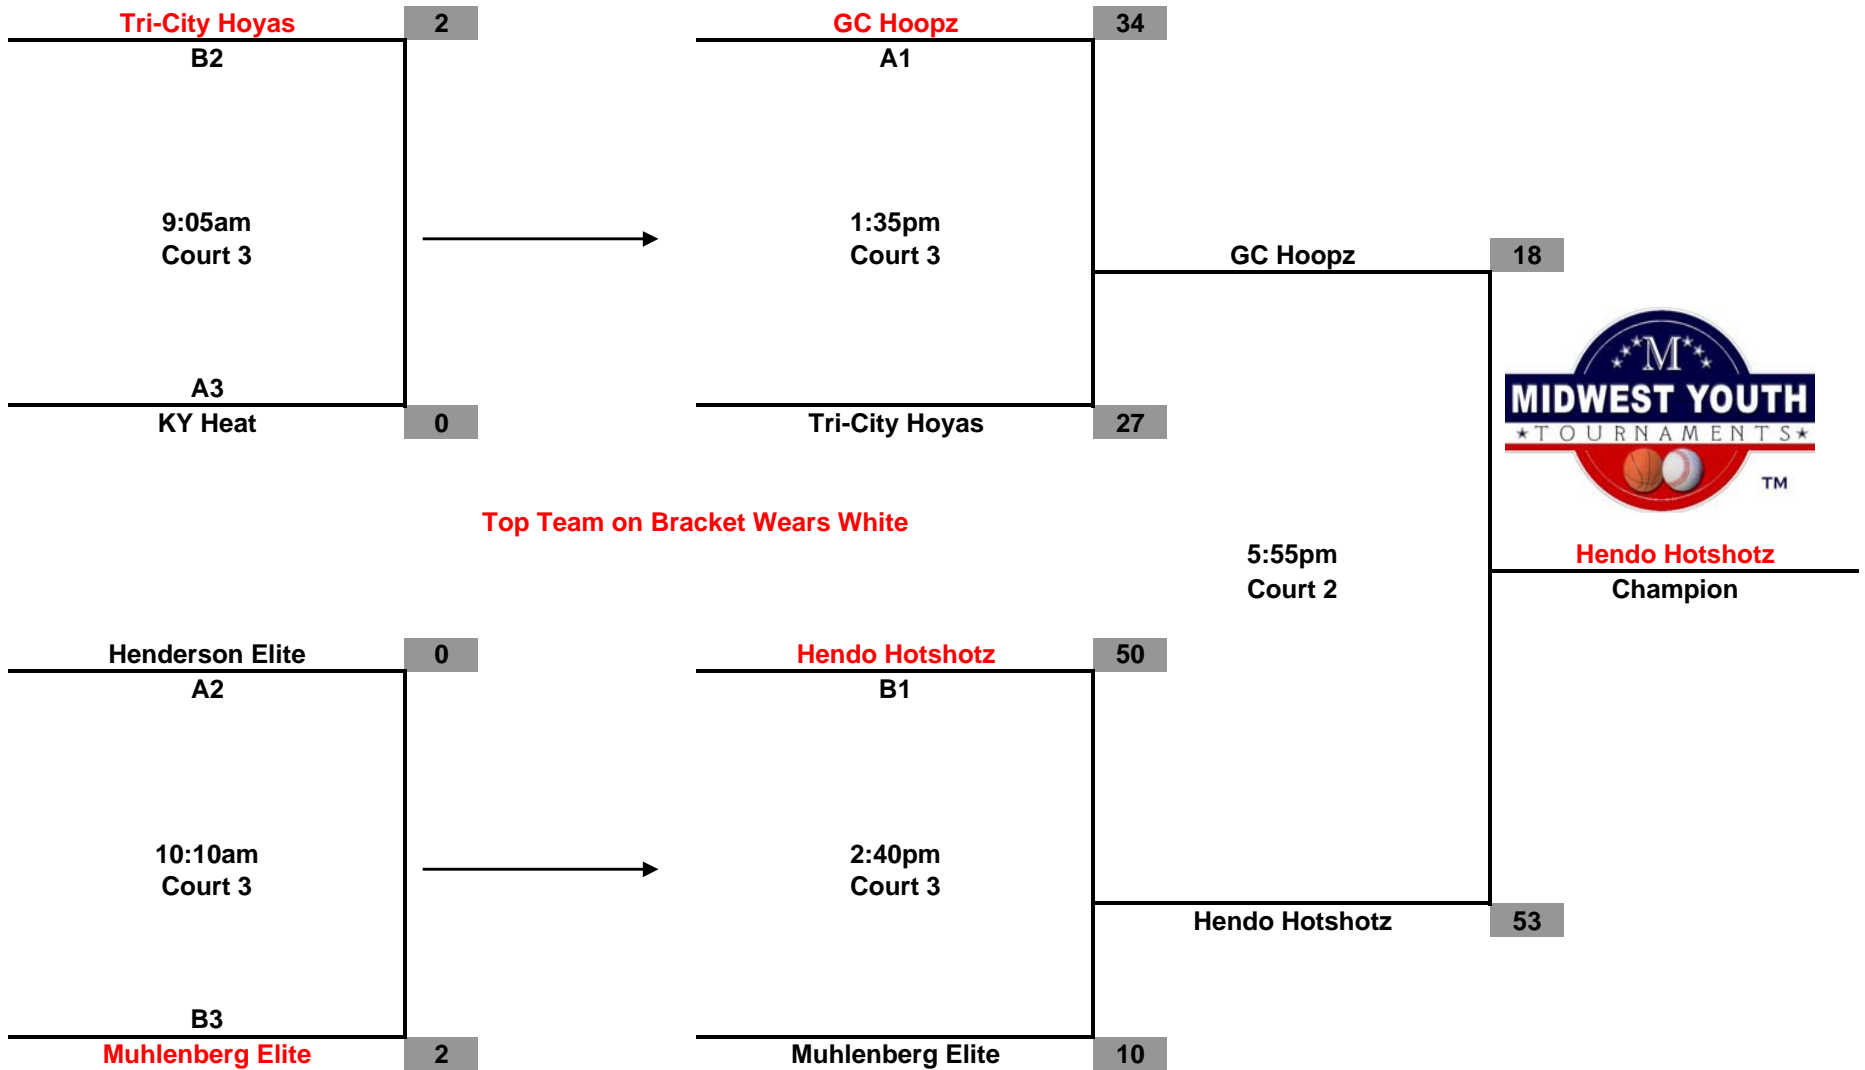 Tri-City Hoyas 2
B2
9:05am
Court 3
A3
KY Heat 0
GC Hoopz 34
A1
1:35pm
Court 3
Tri-City Hoyas 27
GC Hoopz 18
M
MIDWEST YOUTH
TOURNAMENTS
TM
Top Team on Bracket Wears White
5:55pm
Court 2
Hendo Hotshotz
Champion
Henderson Elite 0
A2
10:10am
Court 3
B3
Muhlenberg Elite 2
Hendo Hotshotz 50
B1
2:40pm
Court 3
Muhlenberg Elite 10
Hendo Hotshotz 53